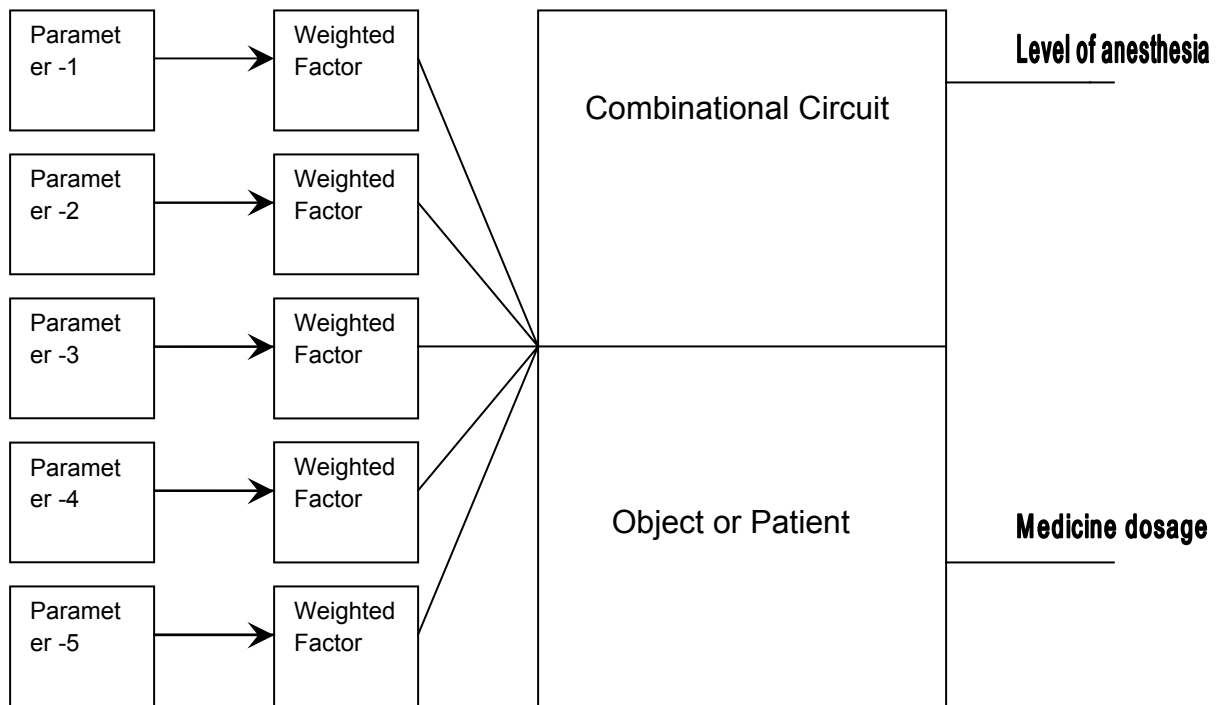 Paramet
er -1
Weighted
Factor
Combinational Circuit
Level of anesthesia
Paramet
er -2
Weighted
Factor
Paramet
er -3
Weighted
Factor
Paramet
er -4
Weighted
Factor
Object or Patient
Medicine dosage
Paramet
er -5
Weighted
Factor